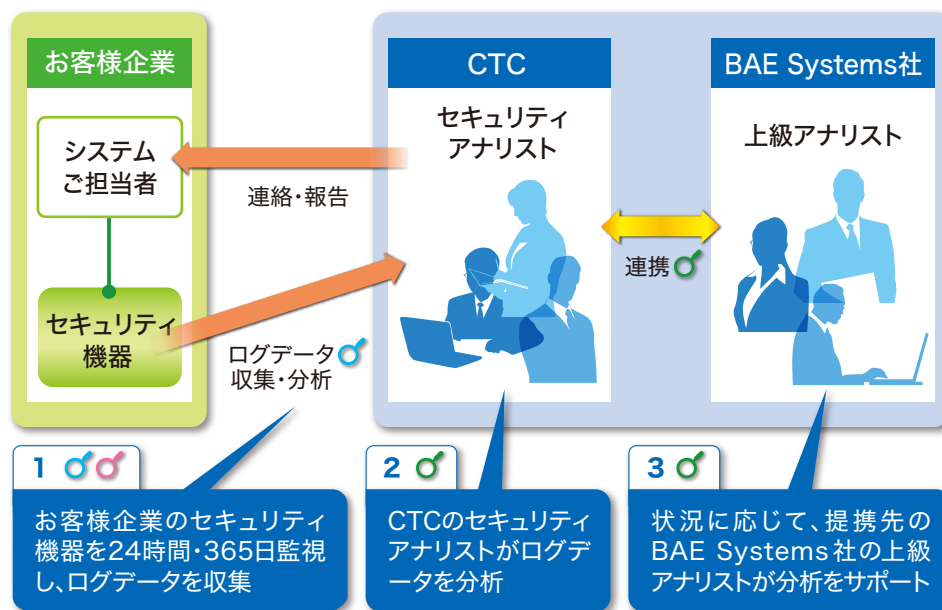 お客様企業
システム
ご担当者
セキュリティ
機器
連絡・報告
ログデータ
収集・分析
CTC
セキュリティ
アナリスト
連携
BAE Systems社
上級アナリスト
1
お客様企業のセキュリティ
機器を24時間・365日監視
し、ログデータを収集
2
CTCのセキュリティ
アナリストがログデ
ータを分析
3
状況に応じて、提携先の
BAE Systems社の上級
アナリストが分析をサポート